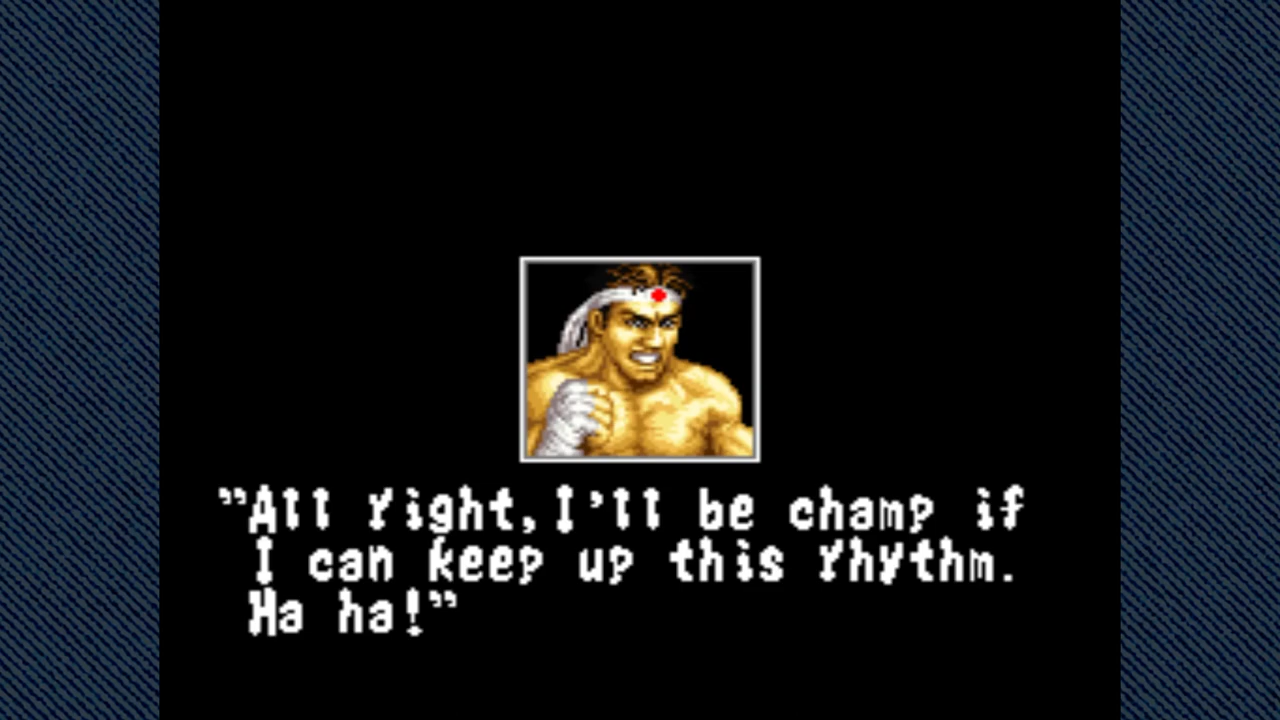 ”All right,I’ll be champ if
I can keep up this rhythm.
Ha ha!”